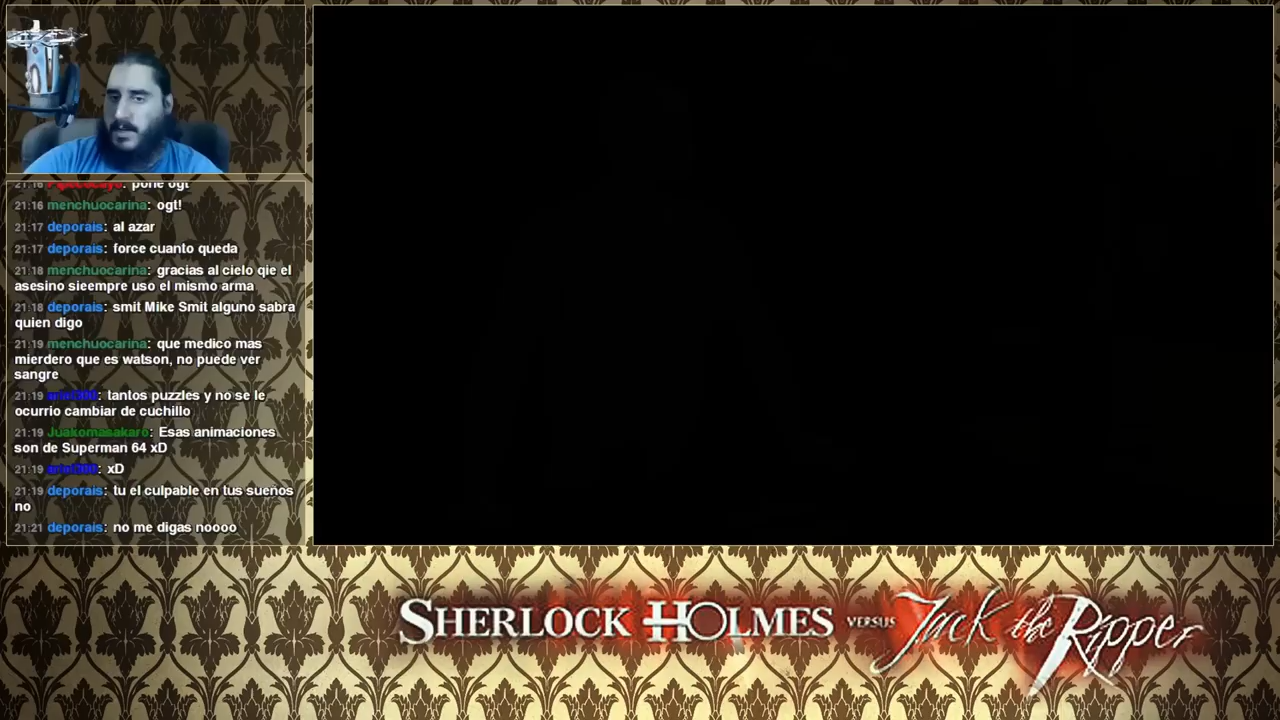 21:16 pone ogt
21:16 menchuocarina: ogt!
21:17 deporais: al azar
21:17 deporais: force cuanto queda
21:18 menchuocarina: gracias al cielo qie el
asesino sieempre uso el mismo arma
21:18 deporais: smit Mike Smit alguno sabra
quien digo
21:19 menchuocarina: que medico mas
mierdero que es watson, no puede ver
sangre
21:19 tantos puzzles y no se le
ocurrio cambiar de cuchillo
21:19 Juakomasakaro: Esas animaciones
son de Superman 64 xD
21:19 xD
21:19 deporais: tu el culpable en tus sueños
no
21:21 deporais: no me digas noooo
SHERLOCK HOLMES VERSUS Jack the Ripper